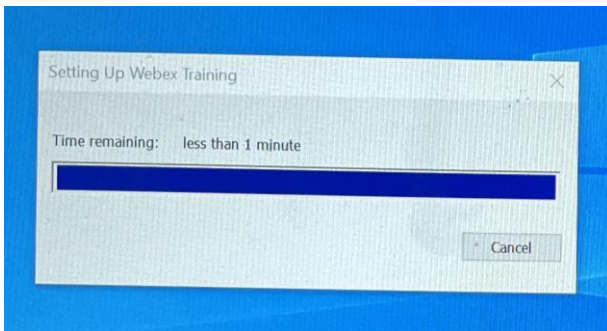 Setting Up Webex Training
Time remaining: less than 1 minute
Cancel